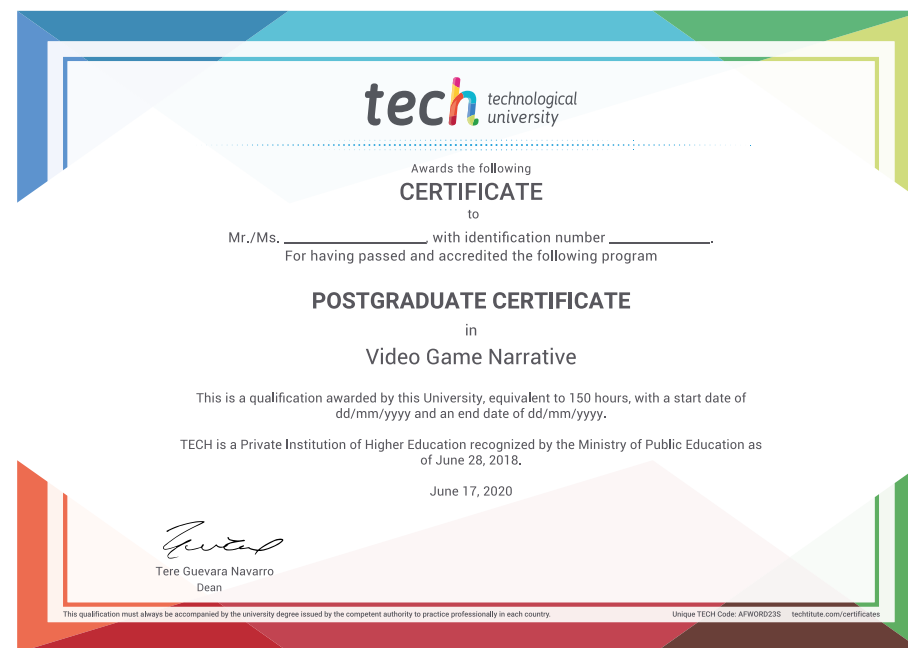 tech technological
university
Awards the following
CERTIFICATE
to
Mr./Ms. ____________, with identification number ____________.
For having passed and accredited the following program
POSTGRADUATE CERTIFICATE
in
Video Game Narrative
This is a qualification awarded by this University, equivalent to 150 hours, with a start date of
dd/mm/yyyy and an end date of dd/mm/yyyy.
TECH is a Private Institution of Higher Education recognized by the Ministry of Public Education as
of June 28, 2018.
June 17, 2020
Tere Guevara Navarro
Dean
This qualification must always be accompanied by the university degree issued by the competent authority to practice professionally in each country.
Unique TECH Code: AFWORD23S techtitute.com/certificates